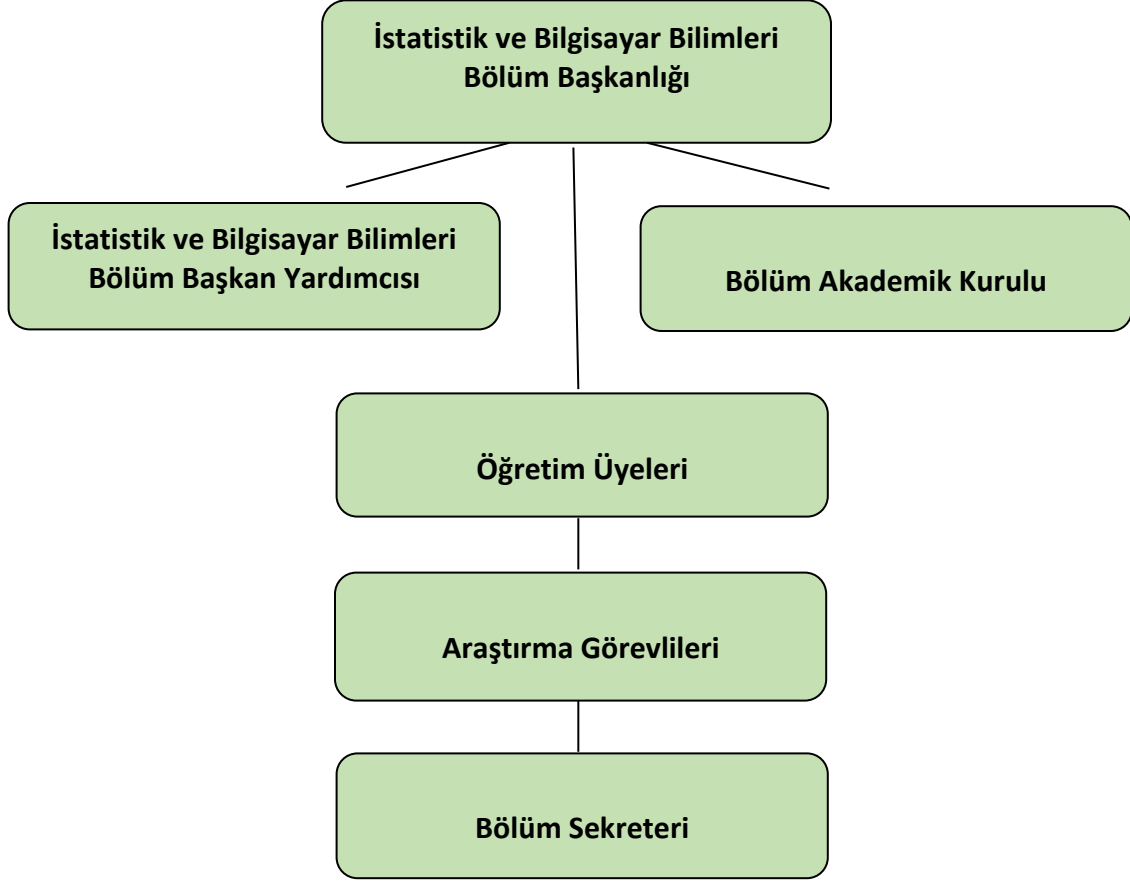 İstatistik ve Bilgisayar Bilimleri
Bölüm Başkanlığı
İstatistik ve Bilgisayar Bilimleri
Bölüm Başkan Yardımcısı
Bölüm Akademik Kurulu
Öğretim Üyeleri
Araştırma Görevlileri
Bölüm Sekreteri